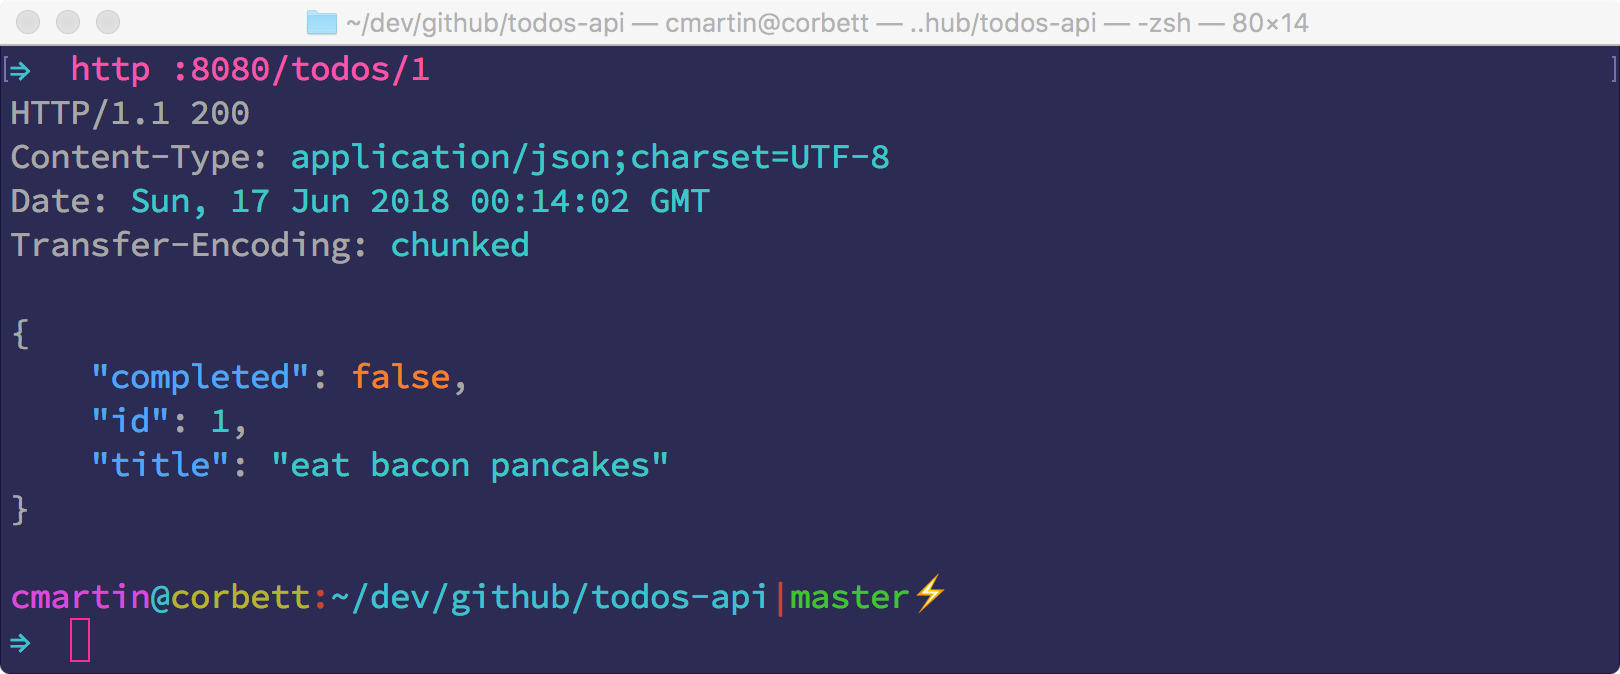 ~/dev/github/todos-api — cmartin@corbett — ..hub/todos-api — -zsh — 80×14
[⇒  http :8080/todos/1 ]
HTTP/1.1 200
Content-Type: application/json;charset=UTF-8
Date: Sun, 17 Jun 2018 00:14:02 GMT
Transfer-Encoding: chunked

{
    "completed": false,
    "id": 1,
    "title": "eat bacon pancakes"
}

cmartin@corbett:~/dev/github/todos-api|master⚡
⇒